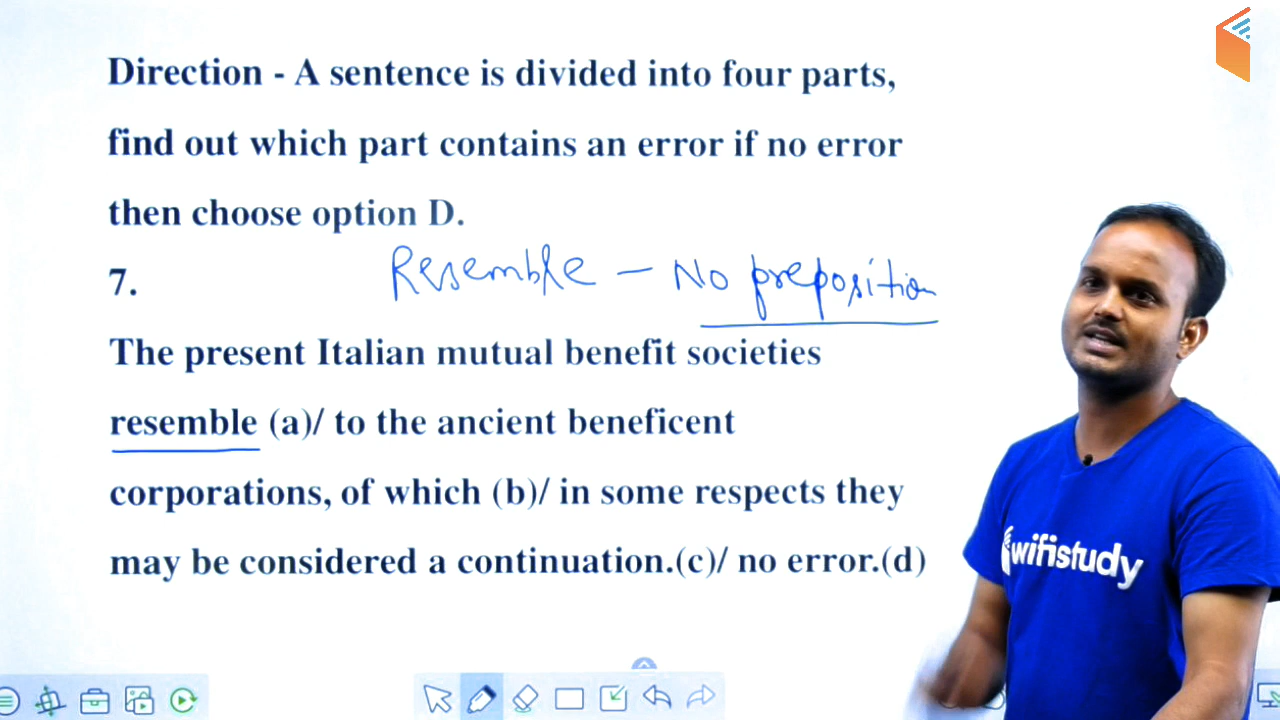 Direction - A sentence is divided into four parts,
find out which part contains an error if no error
then choose option D.
Resemble - No preposition
7.
The present Italian mutual benefit societies
resemble (a)/ to the ancient beneficent
corporations, of which (b)/ in some respects they
may be considered a continuation.(c)/ no error.(d)
wifistudy